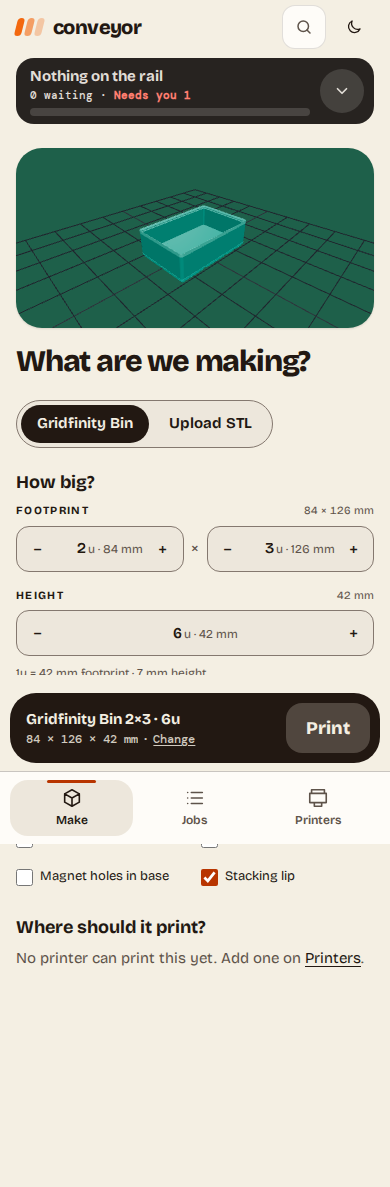 conveyor
Nothing on the rail
0 waiting · Needs you 1
What are we making?
Gridfinity Bin
Upload STL
How big?
FOOTPRINT
84 × 126 mm
– 2 u · 84 mm +
×
– 3 u · 126 mm +
HEIGHT
42 mm
– 6 u · 42 mm +
1u = 42 mm footprint · 7 mm height
Gridfinity Bin 2×3 · 6u
84 × 126 × 42 mm · Change
Print
Make
Jobs
Printers
Magnet holes in base
Stacking lip
Where should it print?
No printer can print this yet. Add one on Printers.